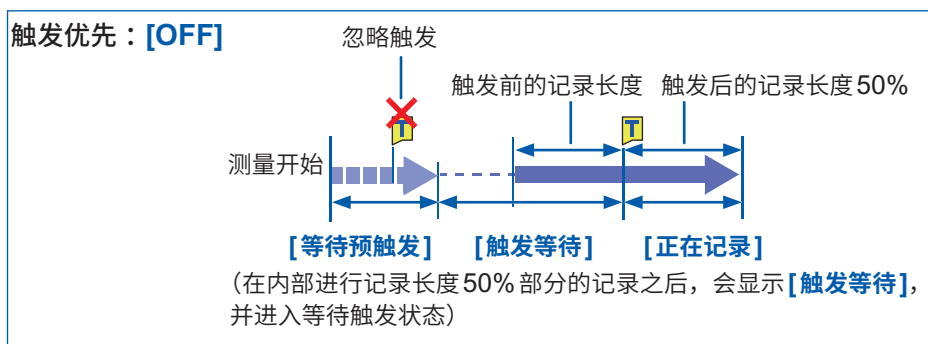 触发优先：[OFF]
忽略触发
触发前的记录长度 触发后的记录长度50%
T
T
测量开始
[等待预触发] [触发等待] [正在记录]
（在内部进行记录长度50%部分的记录之后，会显示[触发等待]，
并进入等待触发状态）